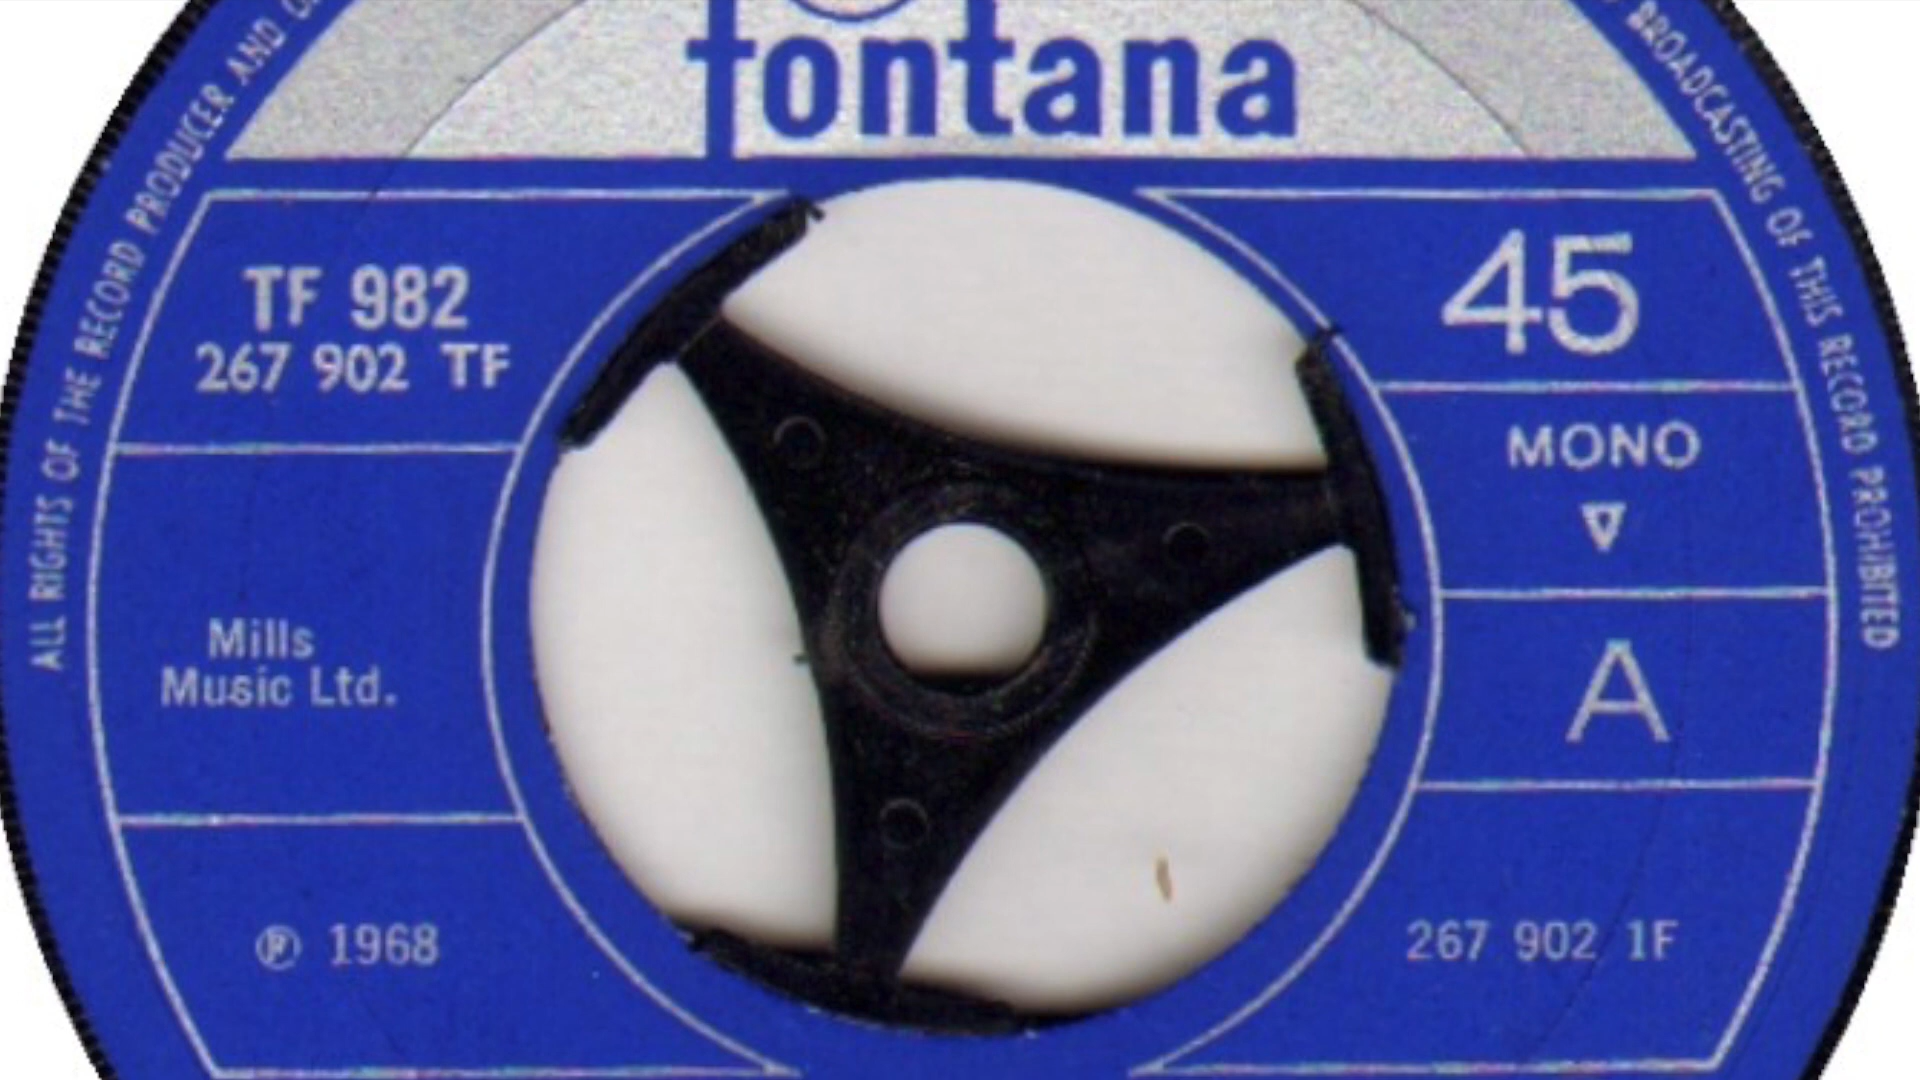 fontana
TF 982
267 902 TF
Mills
Music Ltd.
℗ 1968
45
MONO
A
267 902 1F
ALL RIGHTS OF THE RECORD PRODUCER AND
BROADCASTING OF THIS RECORD PROHIBITED